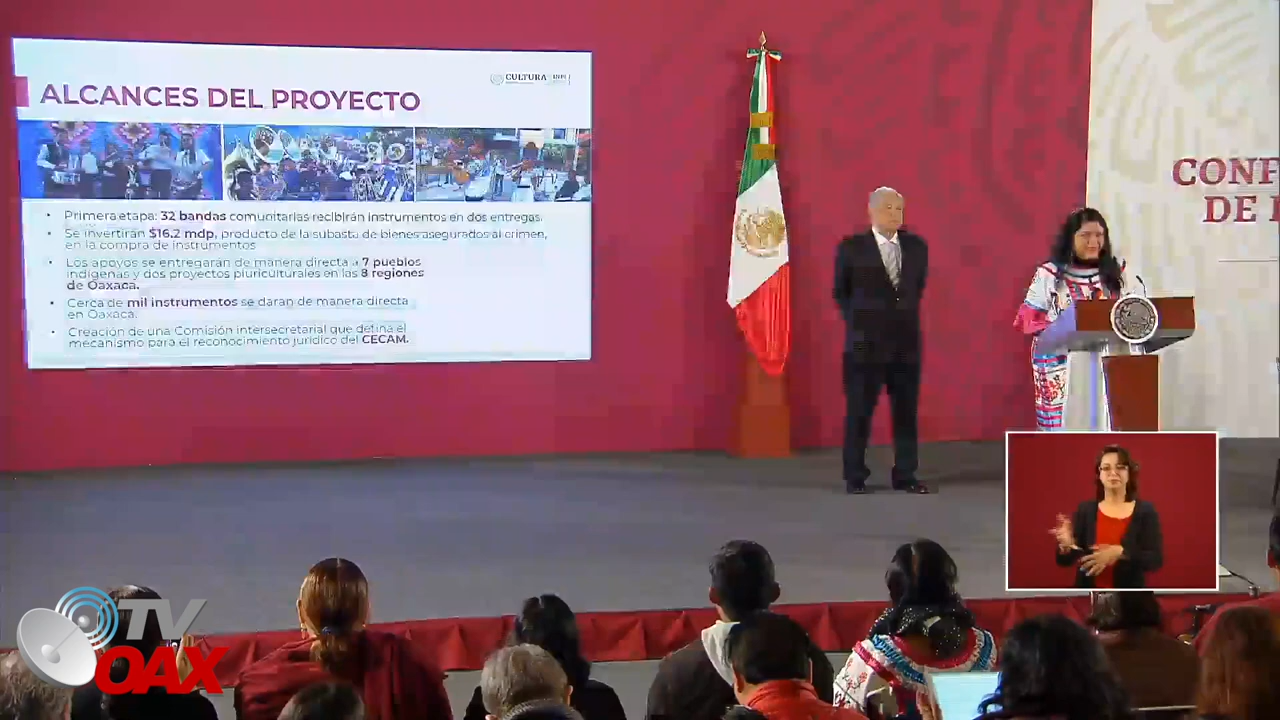 CULTURA
ALCANCES DEL PROYECTO
• Primera etapa: 32 bandas comunitarias recibirán instrumentos en dos entregas.
• Se invertirán $16.2 mdp, producto de la subasta de bienes asegurados al crimen,
en la compra de instrumentos
• Los apoyos se entregarán de manera directa a 7 pueblos
indígenas y dos proyectos pluriculturales en las 8 regiones
de Oaxaca.
• Cerca de mil instrumentos se darán de manera directa
en Oaxaca.
• Creación de una Comisión intersecretarial que defina el
mecanismo para el reconocimiento jurídico del CECAM.
CONF
DE
TV
OAX